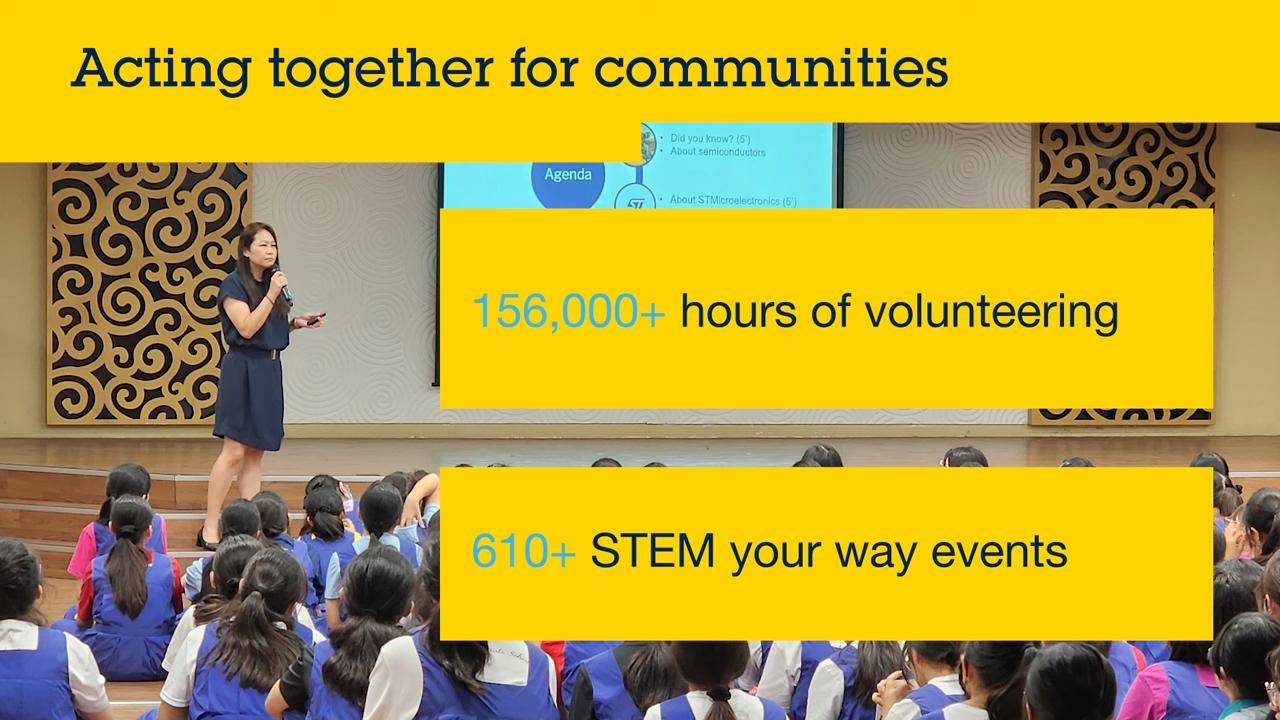 Acting together for communities
• Did you know? (5')
• About semiconductors
Agenda
ST
• About STMicroelectronics (5')
156,000+ hours of volunteering
610+ STEM your way events